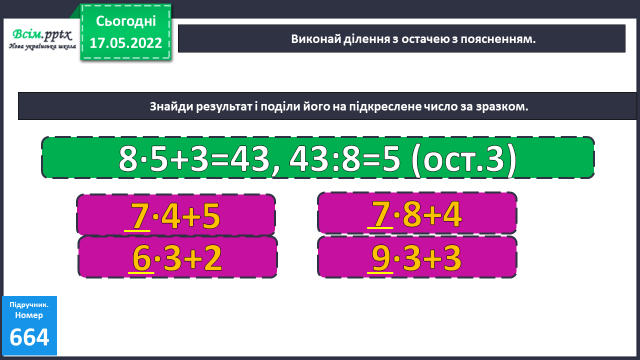 Всім.pptx
Нова українська школа
Сьогодні
17.05.2022
Виконай ділення з остачею з поясненням.
Знайди результат і поділи його на підкреслене число за зразком.
8·5+3=43, 43:8=5 (ост.3)
7·4+5
7·8+4
6·3+2
9·3+3
Підручник.
Номер
664